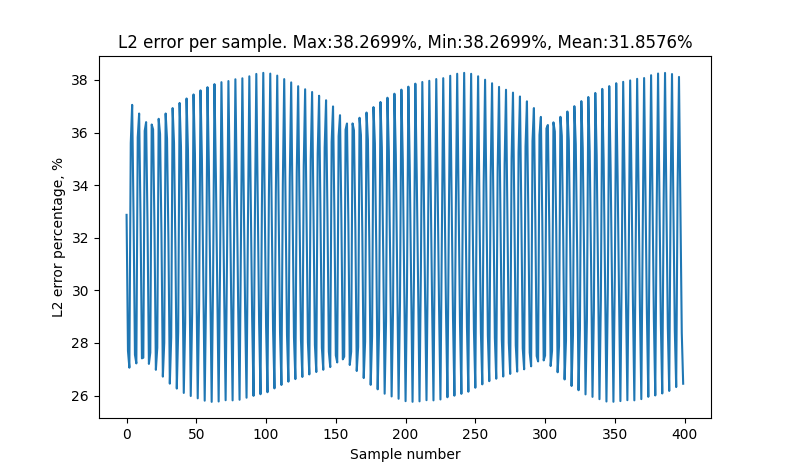 L2 error per sample. Max:38.2699%, Min:38.2699%, Mean:31.8576%
L2 error percentage, %
38
36
34
32
30
28
26
0 50 100 150 200 250 300 350 400
Sample number